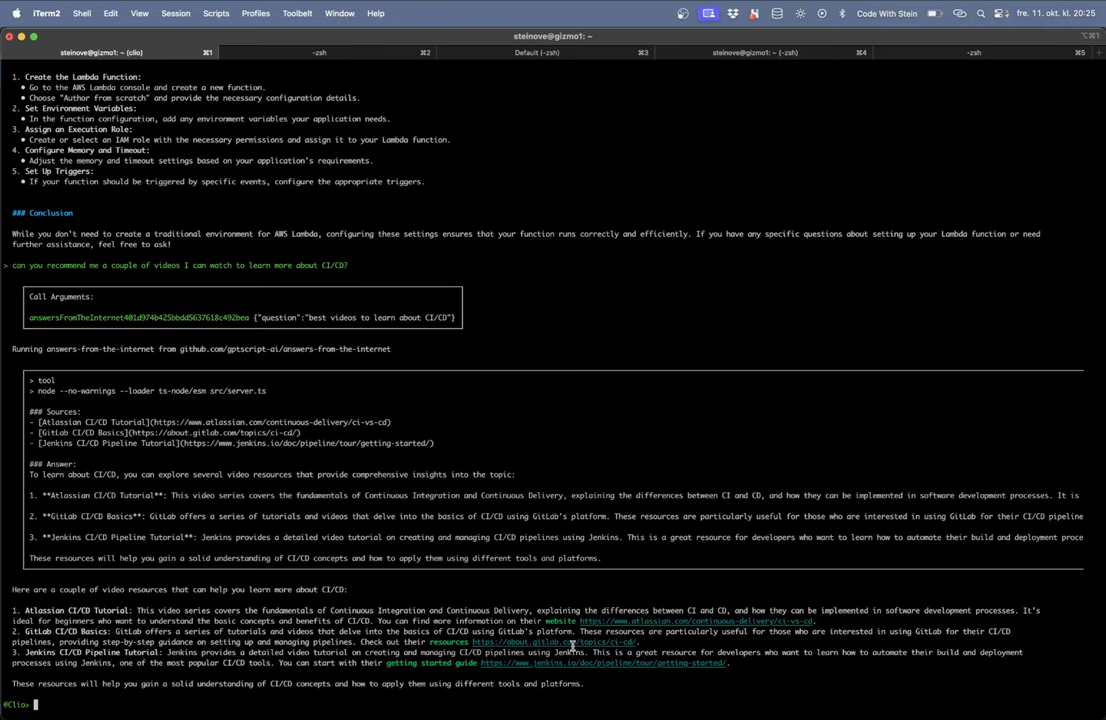 iTerm2 Shell Edit View Session Scripts Profiles Toolbelt Window Help Code With Stein fre. 11. okt. kl. 20:25
steinove@gizmo1: ~ ⌥⌘1
steinove@gizmo1: ~ (clio) ⌘1 -zsh ⌘2 Default (-zsh) ⌘3 steinove@gizmo1: ~ (-zsh) ⌘4 -zsh ⌘5
1. Create the Lambda Function:
• Go to the AWS Lambda console and create a new function.
• Choose "Author from scratch" and provide the necessary configuration details.
2. Set Environment Variables:
• In the function configuration, add any environment variables your application needs.
3. Assign an Execution Role:
• Create or select an IAM role with the necessary permissions and assign it to your Lambda function.
4. Configure Memory and Timeout:
• Adjust the memory and timeout settings based on your application's requirements.
5. Set Up Triggers:
• If your function should be triggered by specific events, configure the appropriate triggers.
### Conclusion
While you don't need to create a traditional environment for AWS Lambda, configuring these settings ensures that your function runs correctly and efficiently. If you have any specific questions about setting up your Lambda function or need
further assistance, feel free to ask!
> can you recommend me a couple of videos I can watch to learn more about CI/CD?
Call Arguments:
answersFromTheInternet401d974b425bbdd5637618c492bea {"question":"best videos to learn about CI/CD"}
Running answers-from-the-internet from github.com/gptscript-ai/answers-from-the-internet
> tool
> node --no-warnings --loader ts-node/esm src/server.ts
### Sources:
- [Atlassian CI/CD Tutorial](https://www.atlassian.com/continuous-delivery/ci-vs-cd)
- [GitLab CI/CD Basics](https://about.gitlab.com/topics/ci-cd/)
- [Jenkins CI/CD Pipeline Tutorial](https://www.jenkins.io/doc/pipeline/tour/getting-started/)
### Answer:
To learn about CI/CD, you can explore several video resources that provide comprehensive insights into the topic:
1. **Atlassian CI/CD Tutorial**: This video series covers the fundamentals of Continuous Integration and Continuous Delivery, explaining the differences between CI and CD, and how they can be implemented in software development processes. It is
2. **GitLab CI/CD Basics**: GitLab offers a series of tutorials and videos that delve into the basics of CI/CD using GitLab's platform. These resources are particularly useful for those who are interested in using GitLab for their CI/CD pipeline
3. **Jenkins CI/CD Pipeline Tutorial**: Jenkins provides a detailed video tutorial on creating and managing CI/CD pipelines using Jenkins. This is a great resource for developers who want to learn how to automate their build and deployment proce
These resources will help you gain a solid understanding of CI/CD concepts and how to apply them using different tools and platforms.
Here are a couple of video resources that can help you learn more about CI/CD:
1. Atlassian CI/CD Tutorial: This video series covers the fundamentals of Continuous Integration and Continuous Delivery, explaining the differences between CI and CD, and how they can be implemented in software development processes. It's
ideal for beginners who want to understand the basic concepts and benefits of CI/CD. You can find more information on their website https://www.atlassian.com/continuous-delivery/ci-vs-cd.
2. GitLab CI/CD Basics: GitLab offers a series of tutorials and videos that delve into the basics of CI/CD using GitLab's platform. These resources are particularly useful for those who are interested in using GitLab for their CI/CD
pipelines, providing step-by-step guidance on setting up and managing pipelines. Check out their resources https://about.gitlab.com/topics/ci-cd/.
3. Jenkins CI/CD Pipeline Tutorial: Jenkins provides a detailed video tutorial on creating and managing CI/CD pipelines using Jenkins. This is a great resource for developers who want to learn how to automate their build and deployment
processes using Jenkins, one of the most popular CI/CD tools. You can start with their getting started guide https://www.jenkins.io/doc/pipeline/tour/getting-started/.
These resources will help you gain a solid understanding of CI/CD concepts and how to apply them using different tools and platforms.
@Clio>